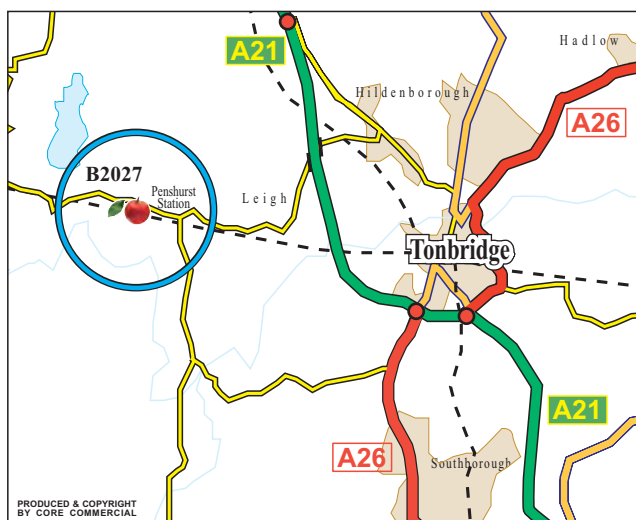 A21
Hadlow
Hildenborough
A26
B2027
Penshurst
Station
Leigh
Tonbridge
A21
A26
Southborough
PRODUCED & COPYRIGHT
BY CORE COMMERCIAL